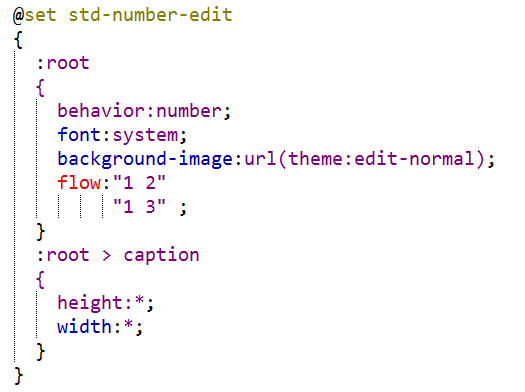 @set std-number-edit
{
:root
{
behavior:number;
font:system;
background-image:url(theme:edit-normal);
flow:"1 2"
"1 3" ;
}
:root > caption
{
height:*;
width:*;
}
}